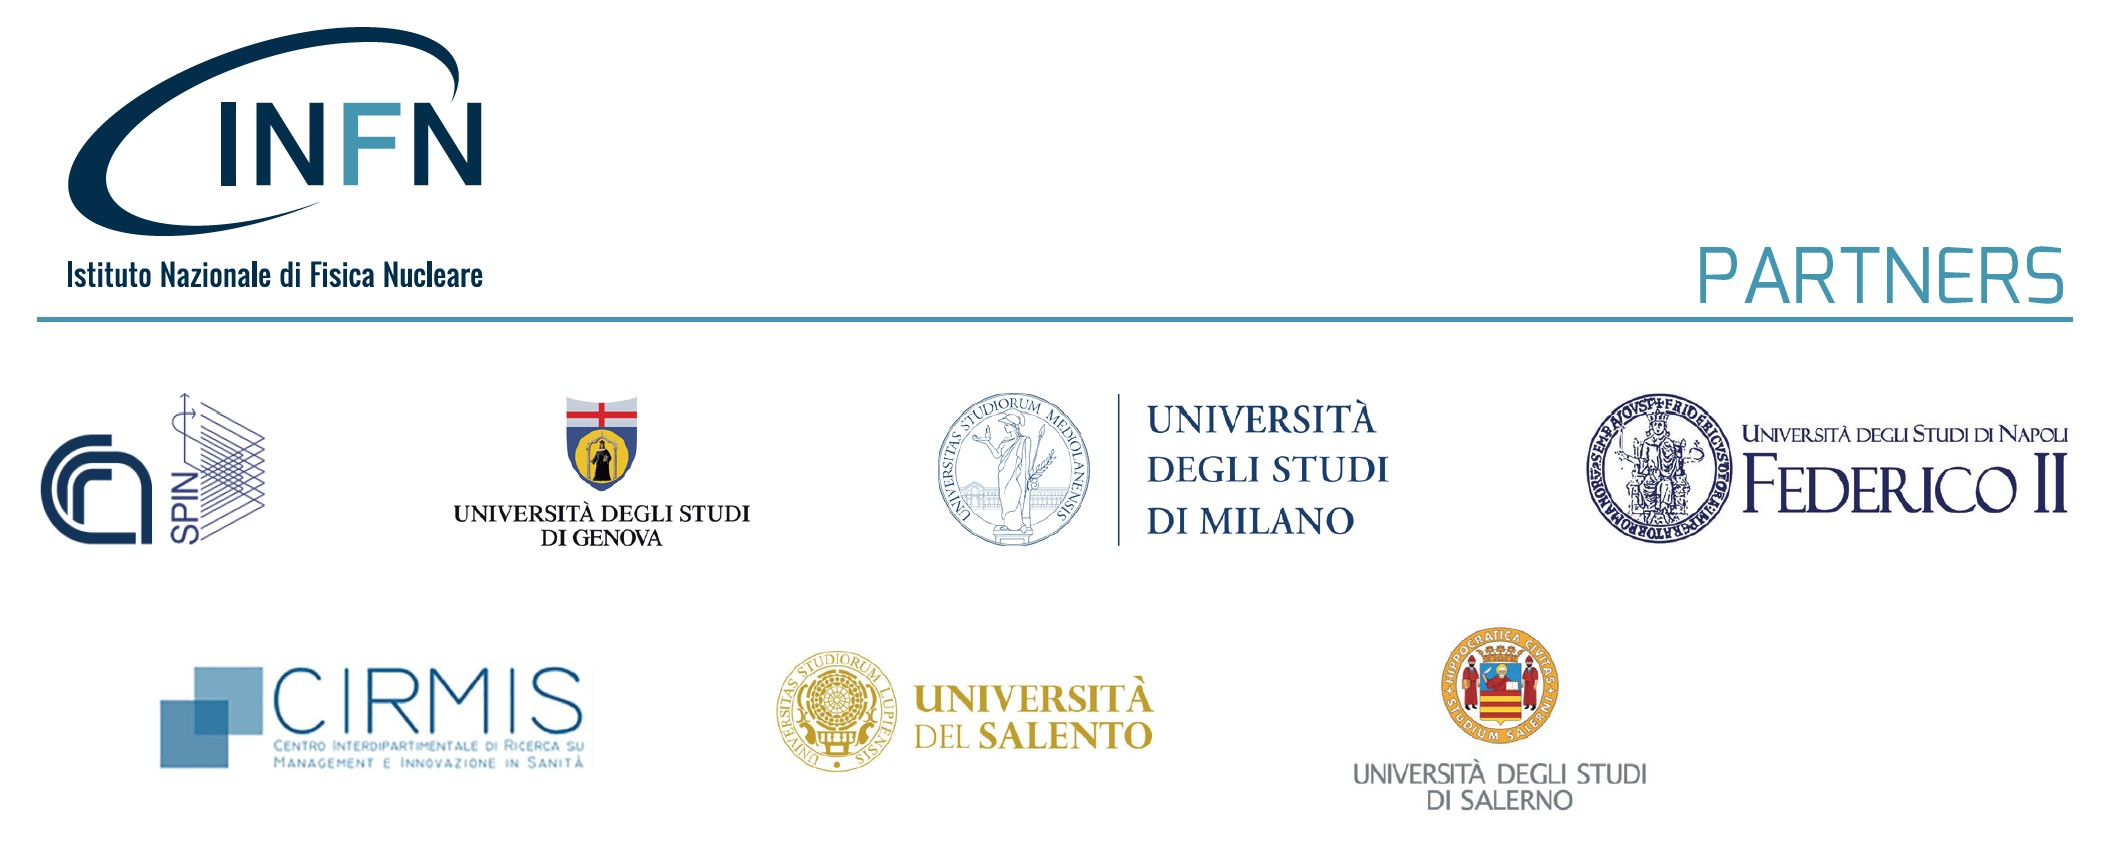 INFN
Istituto Nazionale di Fisica Nucleare
PARTNERS
SPIN
UNIVERSITÀ DEGLI STUDI
DI GENOVA
UNIVERSITAS STUDIORUM MEDIOLANENSIS
UNIVERSITÀ
DEGLI STUDI
DI MILANO
UNIVERSITÀ DEGLI STUDI DI NAPOLI
FEDERICO II
CIRMIS
CENTRO INTERDIPARTIMENTALE DI RICERCA SU
MANAGEMENT E INNOVAZIONE IN SANITÀ
UNIVERSITAS STUDIORUM LUPIENSIS
UNIVERSITÀ
DEL SALENTO
HIPPOCRATICA CIVITAS
STUDIUM SALERNI
UNIVERSITÀ DEGLI STUDI
DI SALERNO